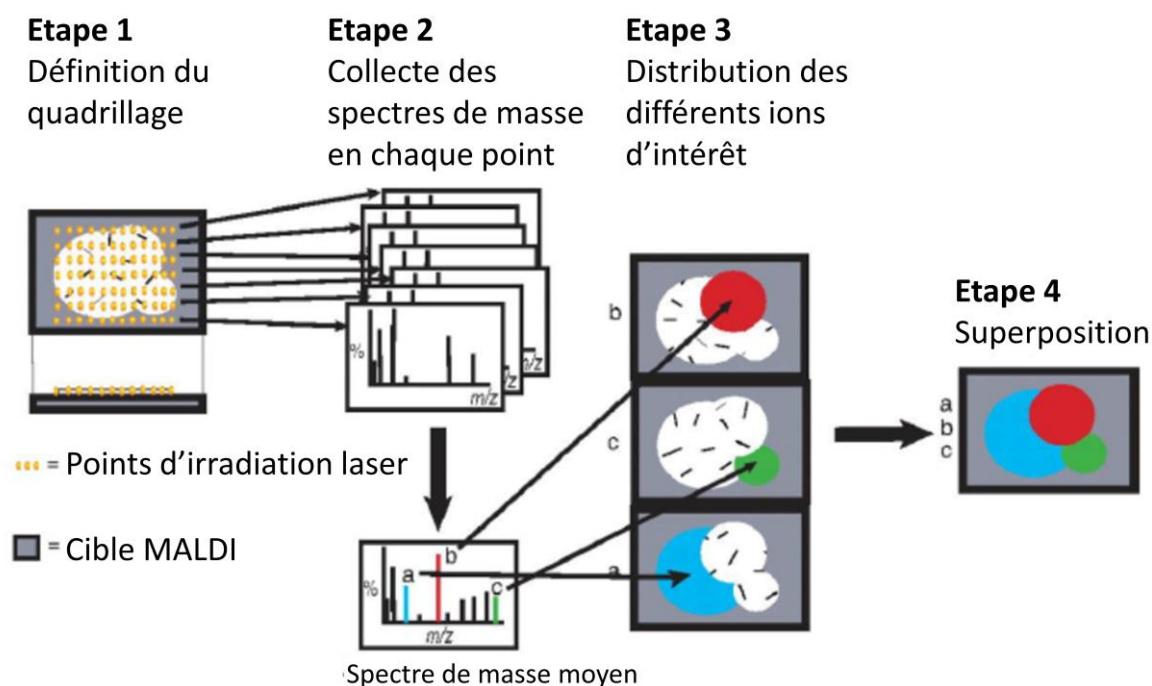 Etape 1
Définition du
quadrillage
Etape 2
Collecte des
spectres de masse
en chaque point
Etape 3
Distribution des
différents ions
d'intérêt
Etape 4
Superposition
%
m/z
m/z
m/z
b
c
a
a
b
c
= Points d'irradiation laser
= Cible MALDI
%
a
b
c
m/z
Spectre de masse moyen